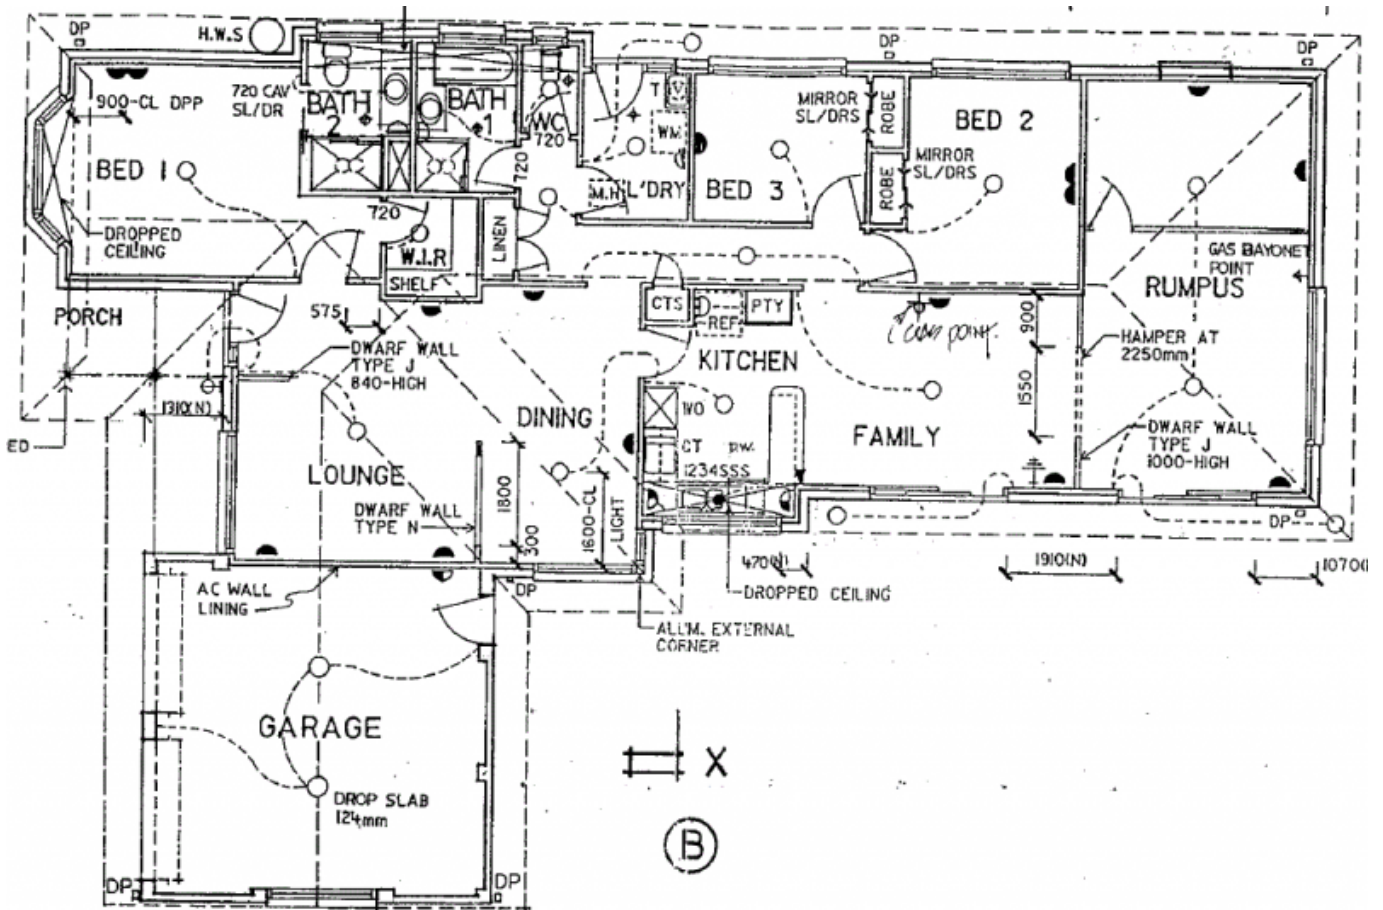 DP
H.W.S
DP
DP
900-CL DPP
720 CAV
SL/DR
BATH
2
BATH
1
WC
720
T
WM
MIRROR
SL/DRS
ROBE
BED 2
BED 1
720
M.H
L'DRY
BED 3
ROBE
MIRROR
SL/DRS
DROPPED
CEILING
720
W.I.R
SHELF
LINEN
GAS BAYONET
POINT
RUMPUS
PORCH
575
CTS
REF
PTY
Gas point.
900
HAMPER AT
2250mm
DWARF WALL
TYPE J
840-HIGH
KITCHEN
1550
1310(N)
DINING
WO
FAMILY
DWARF WALL
TYPE J
1000-HIGH
ED
LOUNGE
CT
DW.
1234SSS
1800
DWARF WALL
TYPE N
300
1600-CL
LIGHT
DP
470(N)
1910(N)
1070(
AC WALL
LINING
DP
DROPPED CEILING
AL'M. EXTERNAL
CORNER
GARAGE
X
DROP SLAB
124mm
B
DP
DP